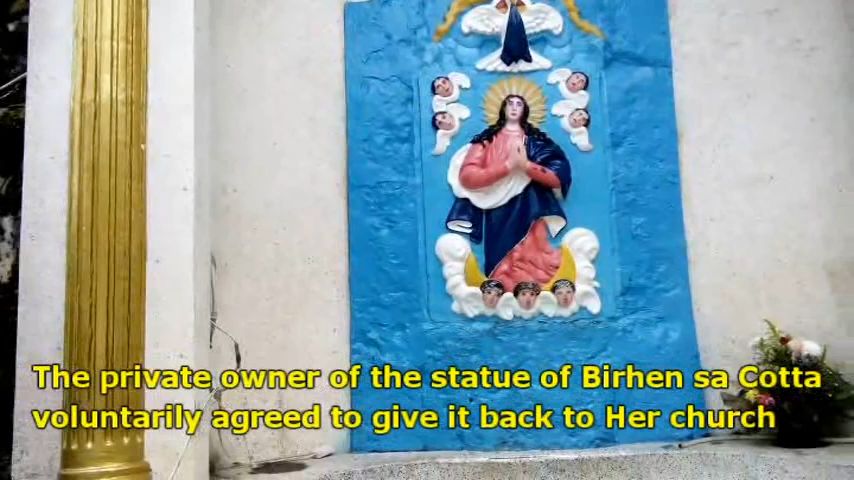 The private owner of the statue of Birhen sa Cotta
voluntarily agreed to give it back to Her church